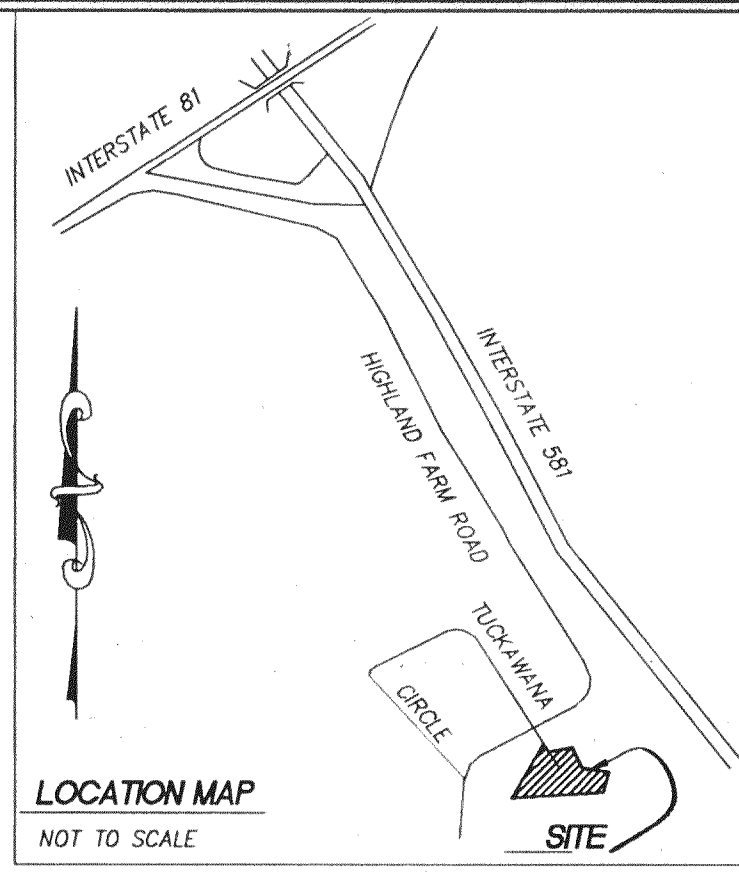 INTERSTATE 81
INTERSTATE 581
HIGHLAND FARM ROAD
TUCKAWANA
CIRCLE
LOCATION MAP
NOT TO SCALE
SITE